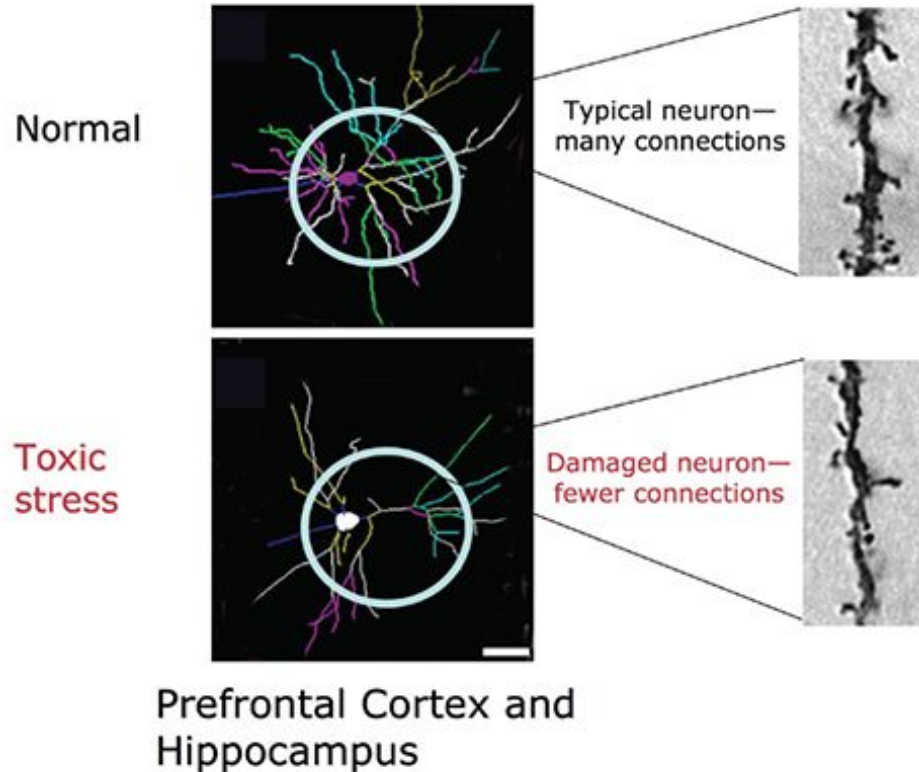 Normal
Typical neuron—
many connections
Toxic
stress
Damaged neuron—
fewer connections
Prefrontal Cortex and
Hippocampus